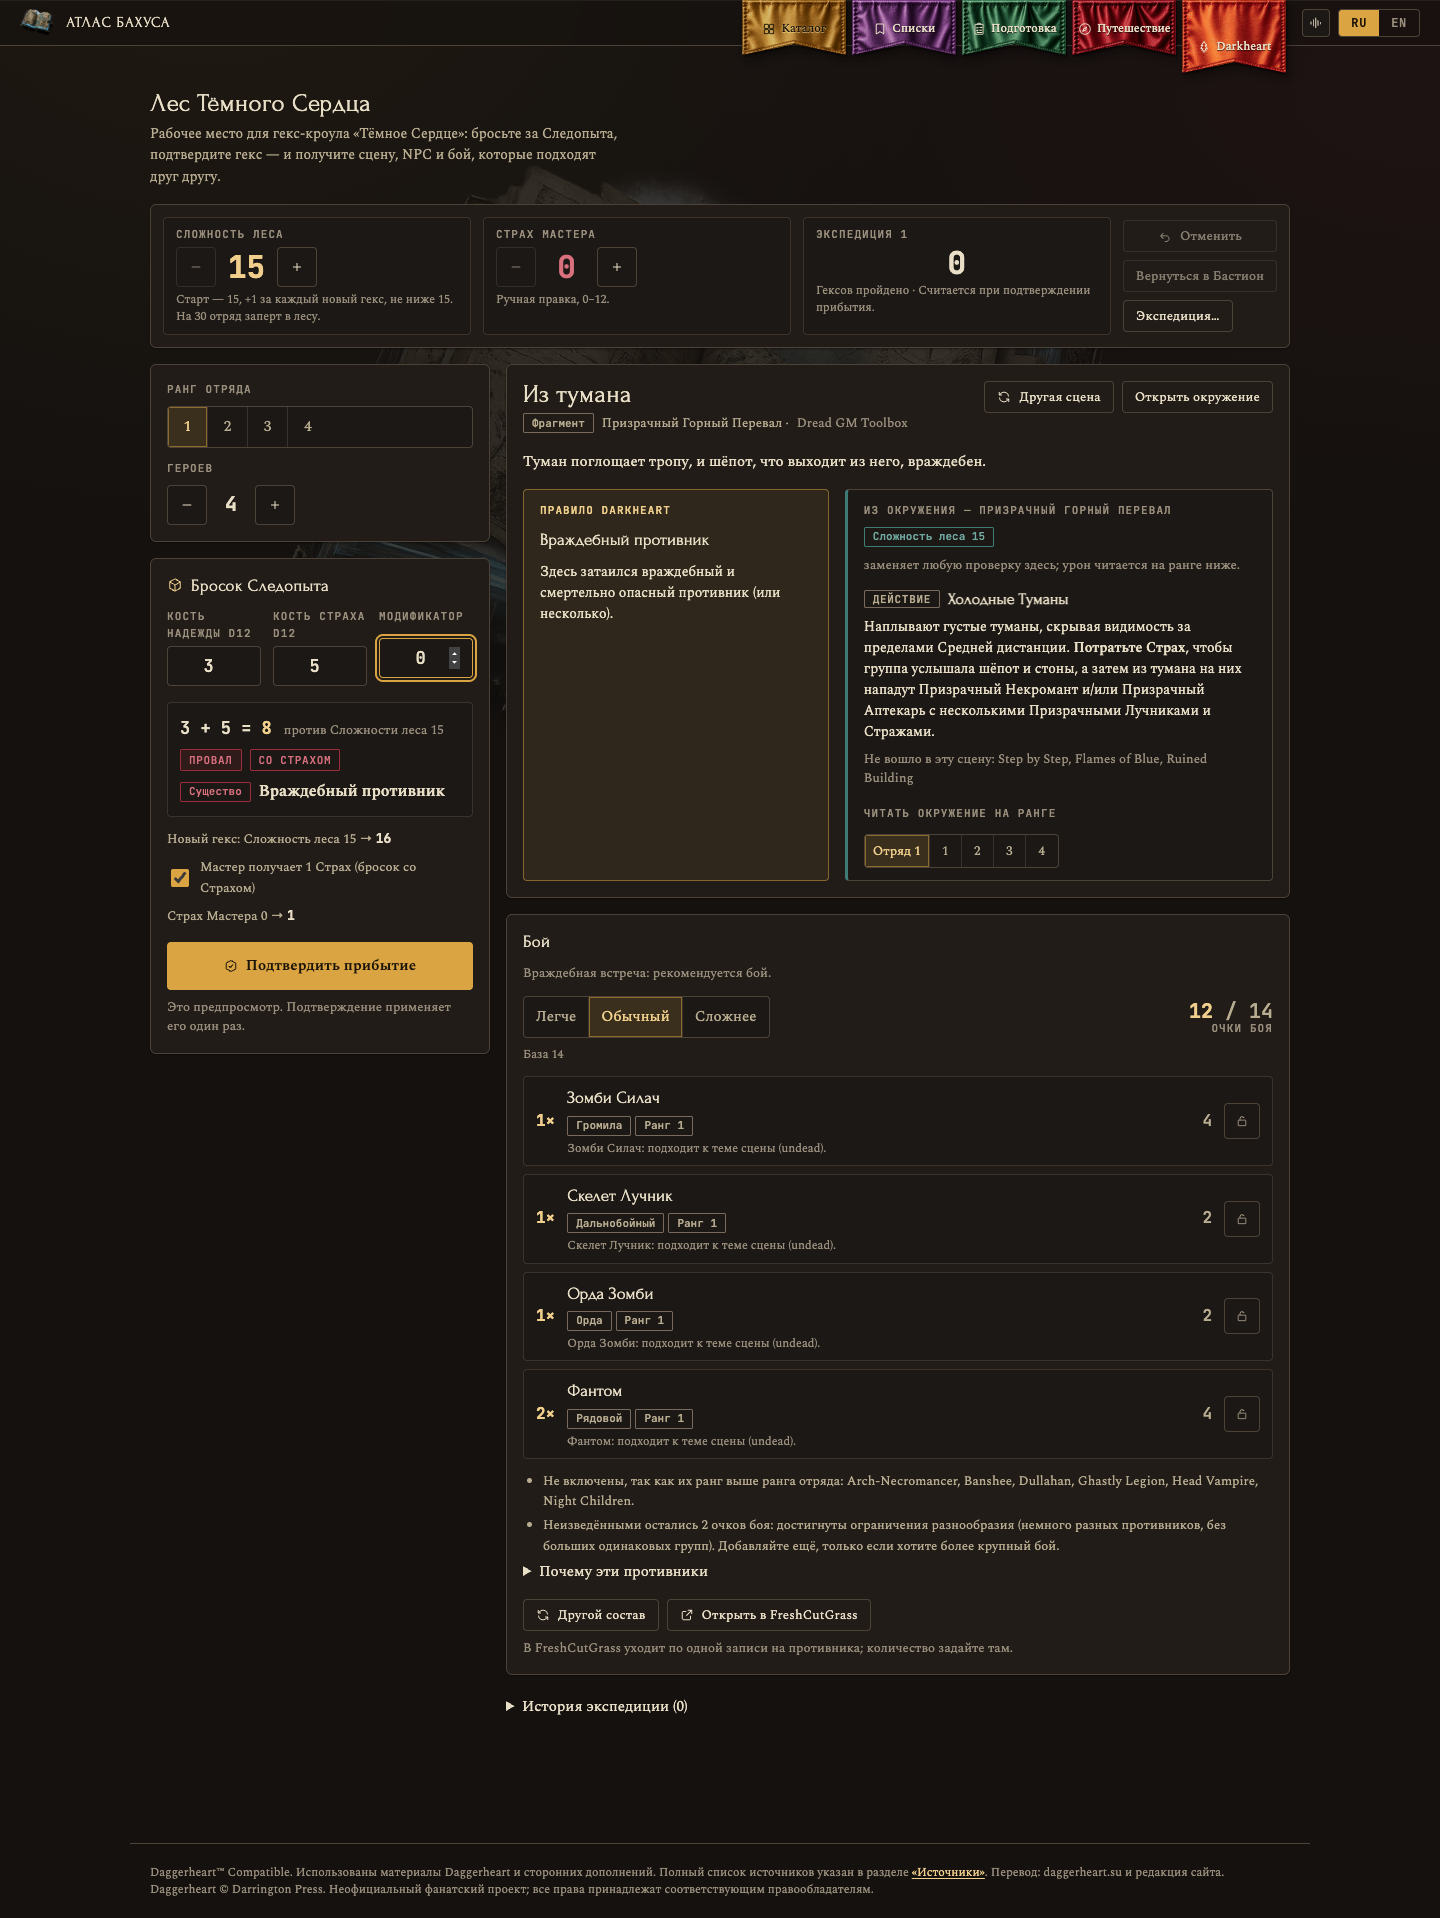 АТЛАС БАХУСА
Каталог
Списки
Подготовка
Путешествие
Darkheart
RU
EN
Лес Тёмного Сердца
Рабочее место для гекс-кроула «Тёмное Сердце»: бросьте за Следопыта,
подтвердите гекс — и получите сцену, NPC и бой, которые подходят
друг другу.
СЛОЖНОСТЬ ЛЕСА
− 15 +
Старт — 15, +1 за каждый новый гекс, не ниже 15.
На 30 отряд заперт в лесу.
СТРАХ МАСТЕРА
− 0 +
Ручная правка, 0–12.
ЭКСПЕДИЦИЯ 1
0
Гексов пройдено · Считается при подтверждении
прибытия.
Отменить
Вернуться в Бастион
Экспедиция…
РАНГ ОТРЯДА
1 2 3 4
ГЕРОЕВ
− 4 +
Бросок Следопыта
КОСТЬ
НАДЕЖДЫ D12
3
КОСТЬ СТРАХА
D12
5
МОДИФИКАТОР
0
3 + 5 = 8 против Сложности леса 15
ПРОВАЛ СО СТРАХОМ
Существо Враждебный противник
Новый гекс: Сложность леса 15 → 16
Мастер получает 1 Страх (бросок со
Страхом)
Страх Мастера 0 → 1
Подтвердить прибытие
Это предпросмотр. Подтверждение применяет
его один раз.
Из тумана
Другая сцена
Открыть окружение
Фрагмент Призрачный Горный Перевал · Dread GM Toolbox
Туман поглощает тропу, и шёпот, что выходит из него, враждебен.
ПРАВИЛО DARKHEART
Враждебный противник
Здесь затаился враждебный и
смертельно опасный противник (или
несколько).
ИЗ ОКРУЖЕНИЯ — ПРИЗРАЧНЫЙ ГОРНЫЙ ПЕРЕВАЛ
Сложность леса 15
заменяет любую проверку здесь; урон читается на ранге ниже.
ДЕЙСТВИЕ Холодные Туманы
Наплывают густые туманы, скрывая видимость за
пределами Средней дистанции. Потратьте Страх, чтобы
группа услышала шёпот и стоны, а затем из тумана на них
нападут Призрачный Некромант и/или Призрачный
Аптекарь с несколькими Призрачными Лучниками и
Стражами.
Не вошло в эту сцену: Step by Step, Flames of Blue, Ruined
Building
ЧИТАТЬ ОКРУЖЕНИЕ НА РАНГЕ
Отряд 1 1 2 3 4
Бой
Враждебная встреча: рекомендуется бой.
Легче Обычный Сложнее
12 / 14
ОЧКИ БОЯ
База 14
1× Зомби Силач
Громила Ранг 1
Зомби Силач: подходит к теме сцены (undead).
4
1× Скелет Лучник
Дальнобойный Ранг 1
Скелет Лучник: подходит к теме сцены (undead).
2
1× Орда Зомби
Орда Ранг 1
Орда Зомби: подходит к теме сцены (undead).
2
2× Фантом
Рядовой Ранг 1
Фантом: подходит к теме сцены (undead).
4
• Не включены, так как их ранг выше ранга отряда: Arch-Necromancer, Banshee, Dullahan, Ghastly Legion, Head Vampire,
Night Children.
• Неизведёнными остались 2 очков боя: достигнуты ограничения разнообразия (немного разных противников, без
больших одинаковых групп). Добавляйте ещё, только если хотите более крупный бой.
Почему эти противники
Другой состав
Открыть в FreshCutGrass
В FreshCutGrass уходит по одной записи на противника; количество задайте там.
История экспедиции (0)
Daggerheart™ Compatible. Использованы материалы Daggerheart и сторонних дополнений. Полный список источников указан в разделе «Источники». Перевод: daggerheart.su и редакция сайта.
Daggerheart © Darrington Press. Неофициальный фанатский проект; все права принадлежат соответствующим правообладателям.